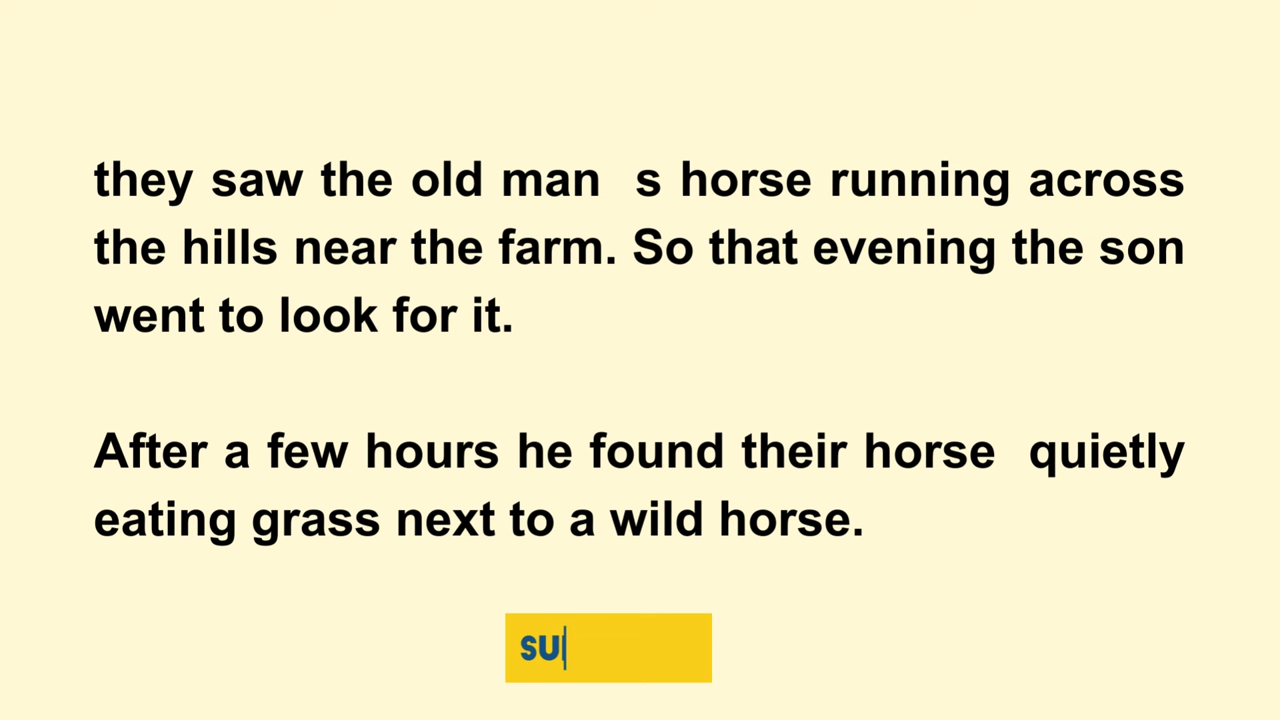 they saw the old man s horse running across
the hills near the farm. So that evening the son
went to look for it.
After a few hours he found their horse quietly
eating grass next to a wild horse.
SU